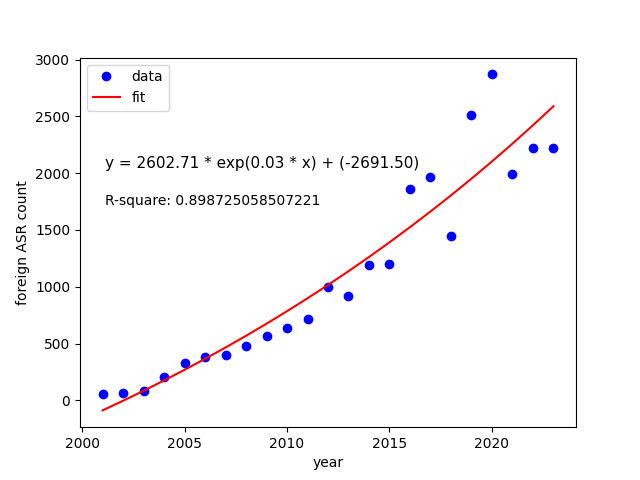 3000
2500
2000
1500
1000
500
0
foreign ASR count
data
fit
y = 2602.71 * exp(0.03 * x) + (-2691.50)
R-square: 0.898725058507221
2000 2005 2010 2015 2020
year